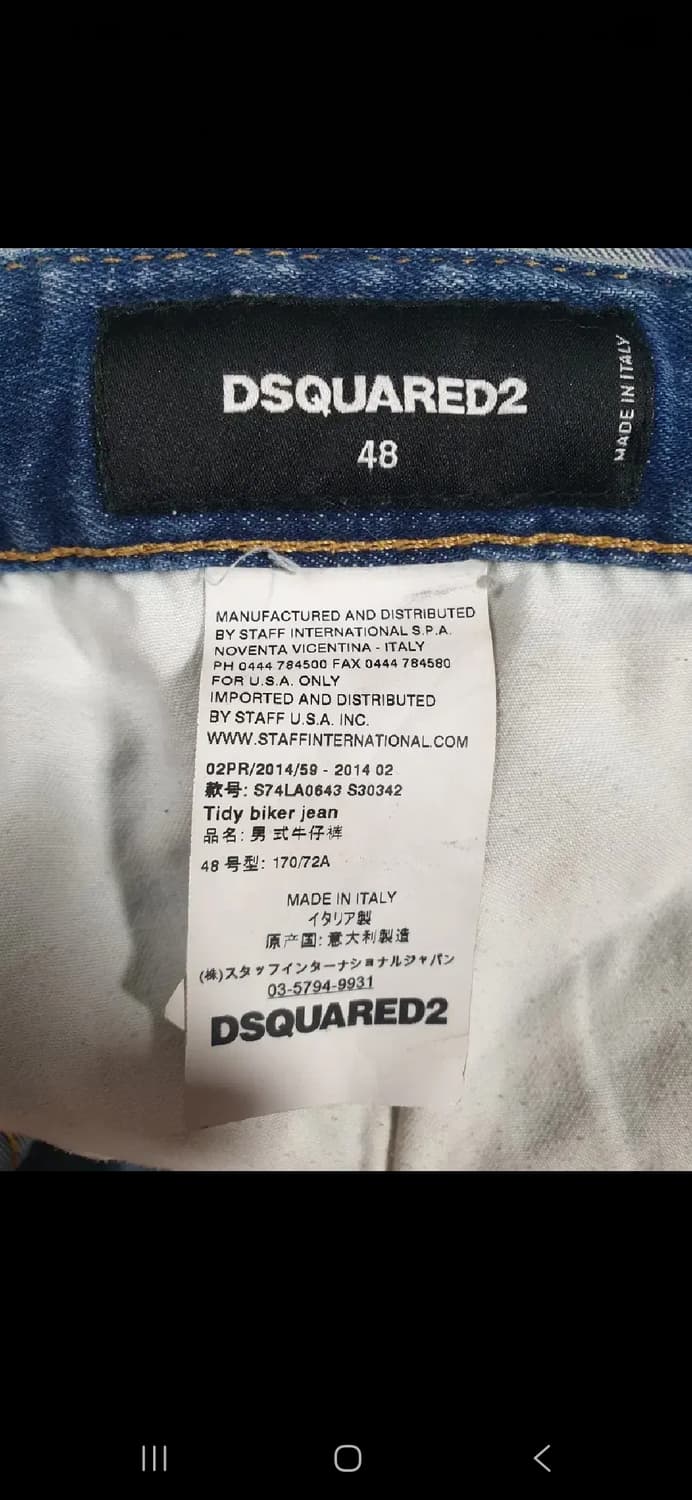 DSQUARED2
48
MADE IN ITALY
MANUFACTURED AND DISTRIBUTED
BY STAFF INTERNATIONAL S.P.A.
NOVENTA VICENTINA - ITALY
PH 0444 784500 FAX 0444 784580
FOR U.S.A. ONLY
IMPORTED AND DISTRIBUTED
BY STAFF U.S.A. INC.
WWW.STAFFINTERNATIONAL.COM
02PR/2014/59 - 2014 02
款号: S74LA0643 S30342
Tidy biker jean
品名: 男式牛仔裤
48 号型: 170/72A
MADE IN ITALY
イタリア製
原产国: 意大利製造
(株)スタッフインターナショナルジャパン
03-5794-9931
DSQUARED2